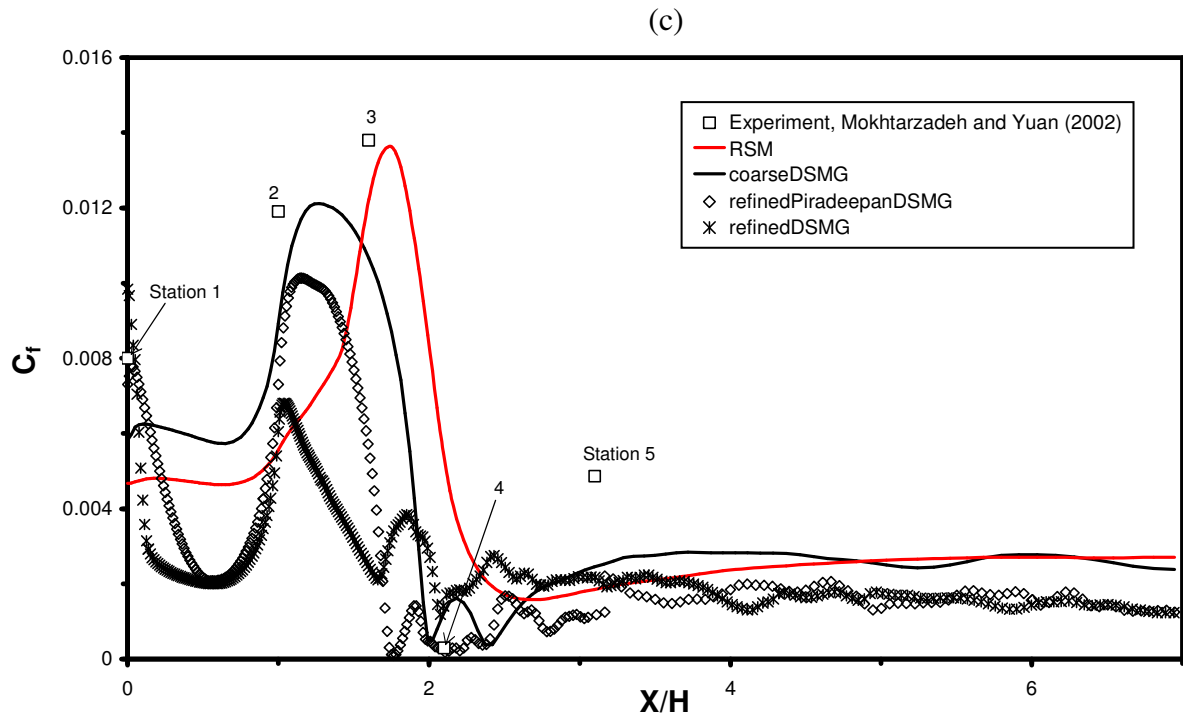 (c)
0.016
0.012
0.008
0.004
0
C_f
Station 1
2
3
4
Station 5
Experiment, Mokhtarzadeh and Yuan (2002)
RSM
coarseDSMG
refinedPiradeepanDSMG
refinedDSMG
0
2
4
6
X/H